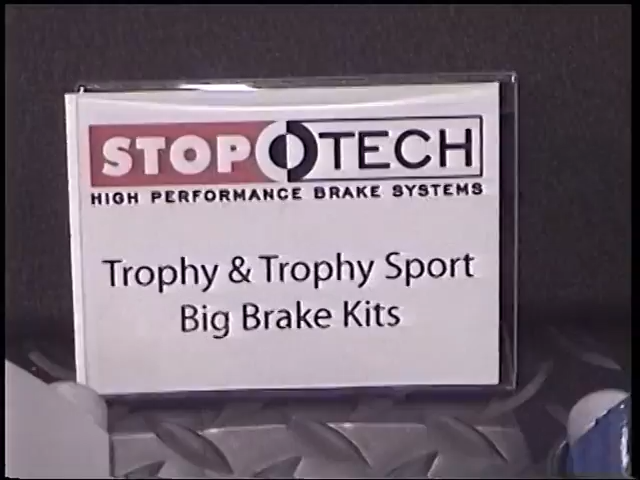 STOPTECH
HIGH PERFORMANCE BRAKE SYSTEMS
Trophy & Trophy Sport
Big Brake Kits